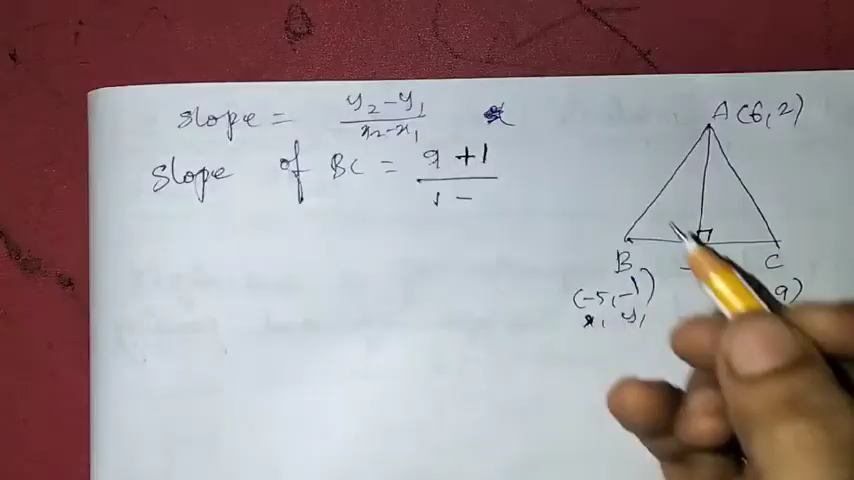 slope = y₂-y₁ / x₂-x₁
slope of BC = 9+1 / 1-
A (6, 2)
B
C
(-5, -1)
9)
x₁ y₁